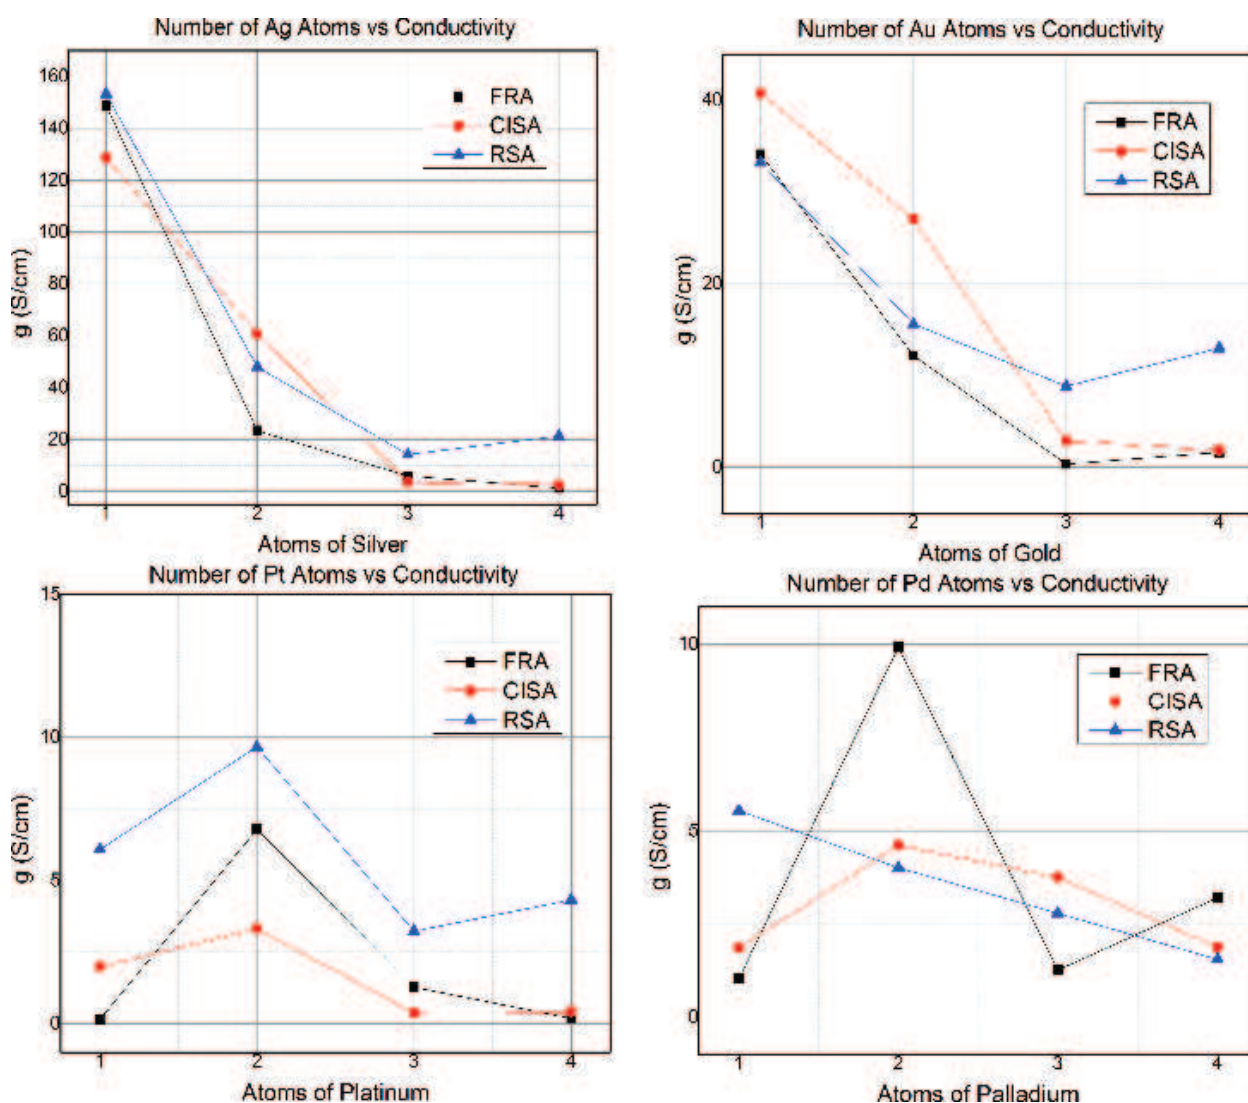 Number of Ag Atoms vs Conductivity
160
140
120
100
80
60
40
20
0
g (S/cm)
FRA
CISA
RSA
1 2 3 4
Atoms of Silver
Number of Au Atoms vs Conductivity
40
20
0
g (S/cm)
FRA
CISA
RSA
1 2 3 4
Atoms of Gold
Number of Pt Atoms vs Conductivity
15
10
5
0
g (S/cm)
FRA
CISA
RSA
1 2 3 4
Atoms of Platinum
Number of Pd Atoms vs Conductivity
10
5
0
g (S/cm)
FRA
CISA
RSA
1 2 3 4
Atoms of Palladium